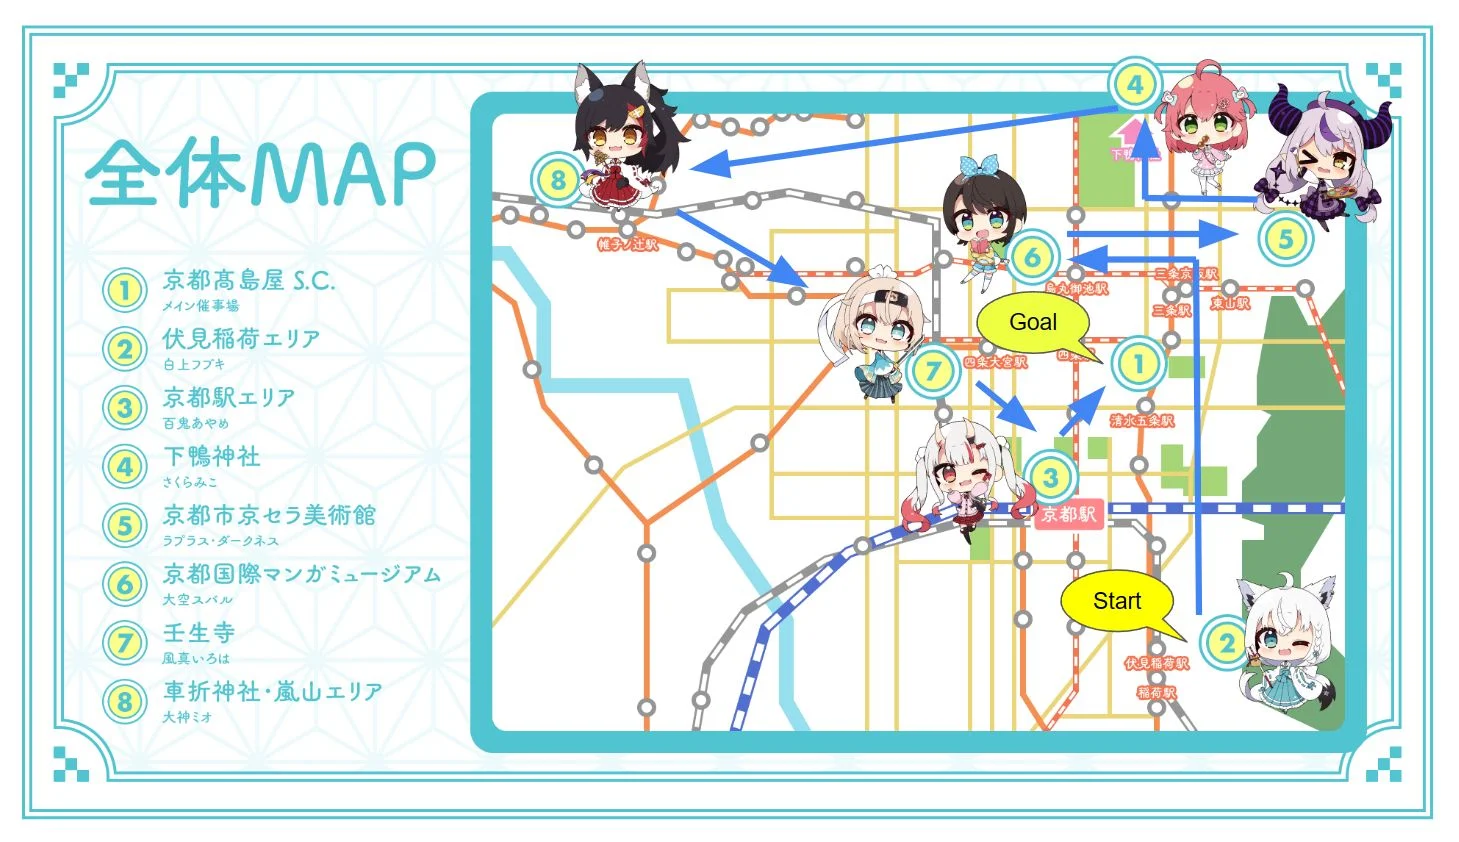 全体MAP
1
京都髙島屋 S.C.
メイン催事場
2
伏見稲荷エリア
白上フブキ
3
京都駅エリア
百鬼あやめ
4
下鴨神社
さくらみこ
5
京都市京セラ美術館
ラプラス・ダークネス
6
京都国際マンガミュージアム
大空スバル
7
壬生寺
風真いろは
8
車折神社・嵐山エリア
大神ミオ
4
8
5
6
帷子ノ辻駅
三条京阪駅
烏丸御池駅
東山駅
三条駅
Goal
四条大宮駅
1
7
清水五条駅
3
京都駅
Start
2
伏見稲荷駅
稲荷駅